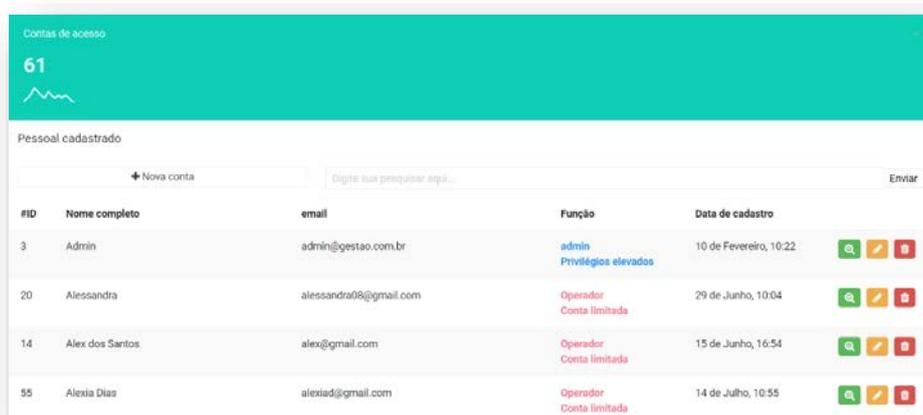 Contas de acesso
61
Pessoal cadastrado
+ Nova conta Digite sua pesquisar aqui... Enviar
#ID Nome completo email Função Data de cadastro
3 Admin admin@gestao.com.br admin 10 de Fevereiro, 10:22
Privilégios elevados
20 Alessandra alessandra08@gmail.com Operador 29 de Junho, 10:04
Conta limitada
14 Alex dos Santos alex@gmail.com Operador 15 de Junho, 16:54
Conta limitada
55 Alexia Dias alexiad@gmail.com Operador 14 de Julho, 10:55
Conta limitada